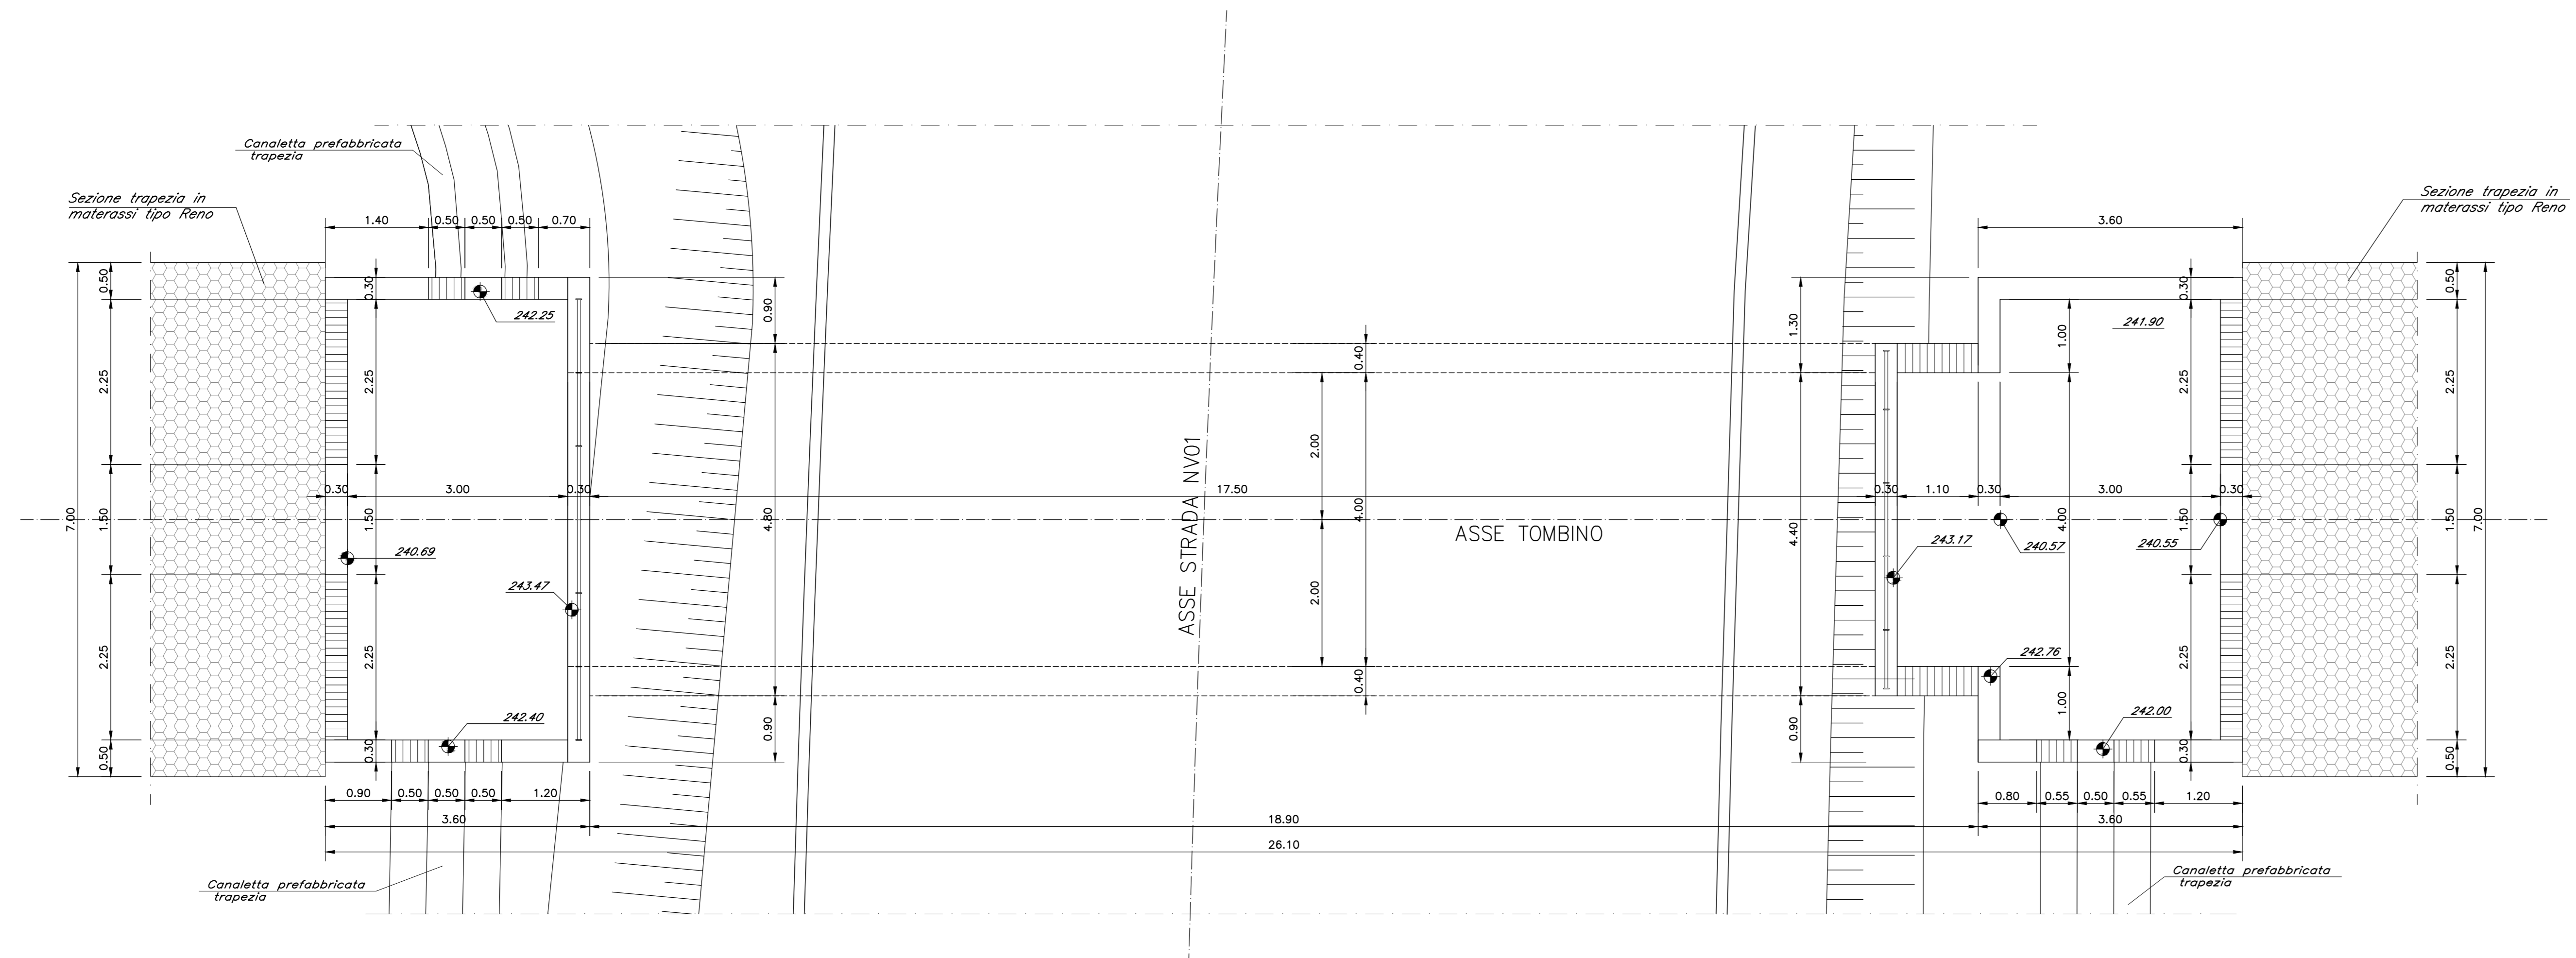 Canaletta prefabbricata
trapezia
Sezione trapezia in
materassi tipo Reno
Sezione trapezia in
materassi tipo Reno
1.40 0.50 0.50 0.50 0.70
3.60
7.00
0.50
2.25
1.50
2.25
0.50
0.30
2.25
1.50
2.25
0.30
242.25
0.30 3.00 0.30
240.69
243.47
242.40
0.90
4.80
0.90
17.50
ASSE STRADA NV01
ASSE TOMBINO
2.00
2.00
0.40
4.00
0.40
1.30
4.40
0.90
0.30 1.10 0.30 3.00 0.30
243.17
240.57
240.55
241.90
242.76
242.00
1.00
4.00
1.00
0.30
2.25
1.50
2.25
0.30
0.50
2.25
1.50
2.25
0.50
7.00
0.90 0.50 0.50 0.50 1.20
0.80 0.55 0.50 0.55 1.20
3.60 18.90 3.60
26.10
Canaletta prefabbricata
trapezia
Canaletta prefabbricata
trapezia